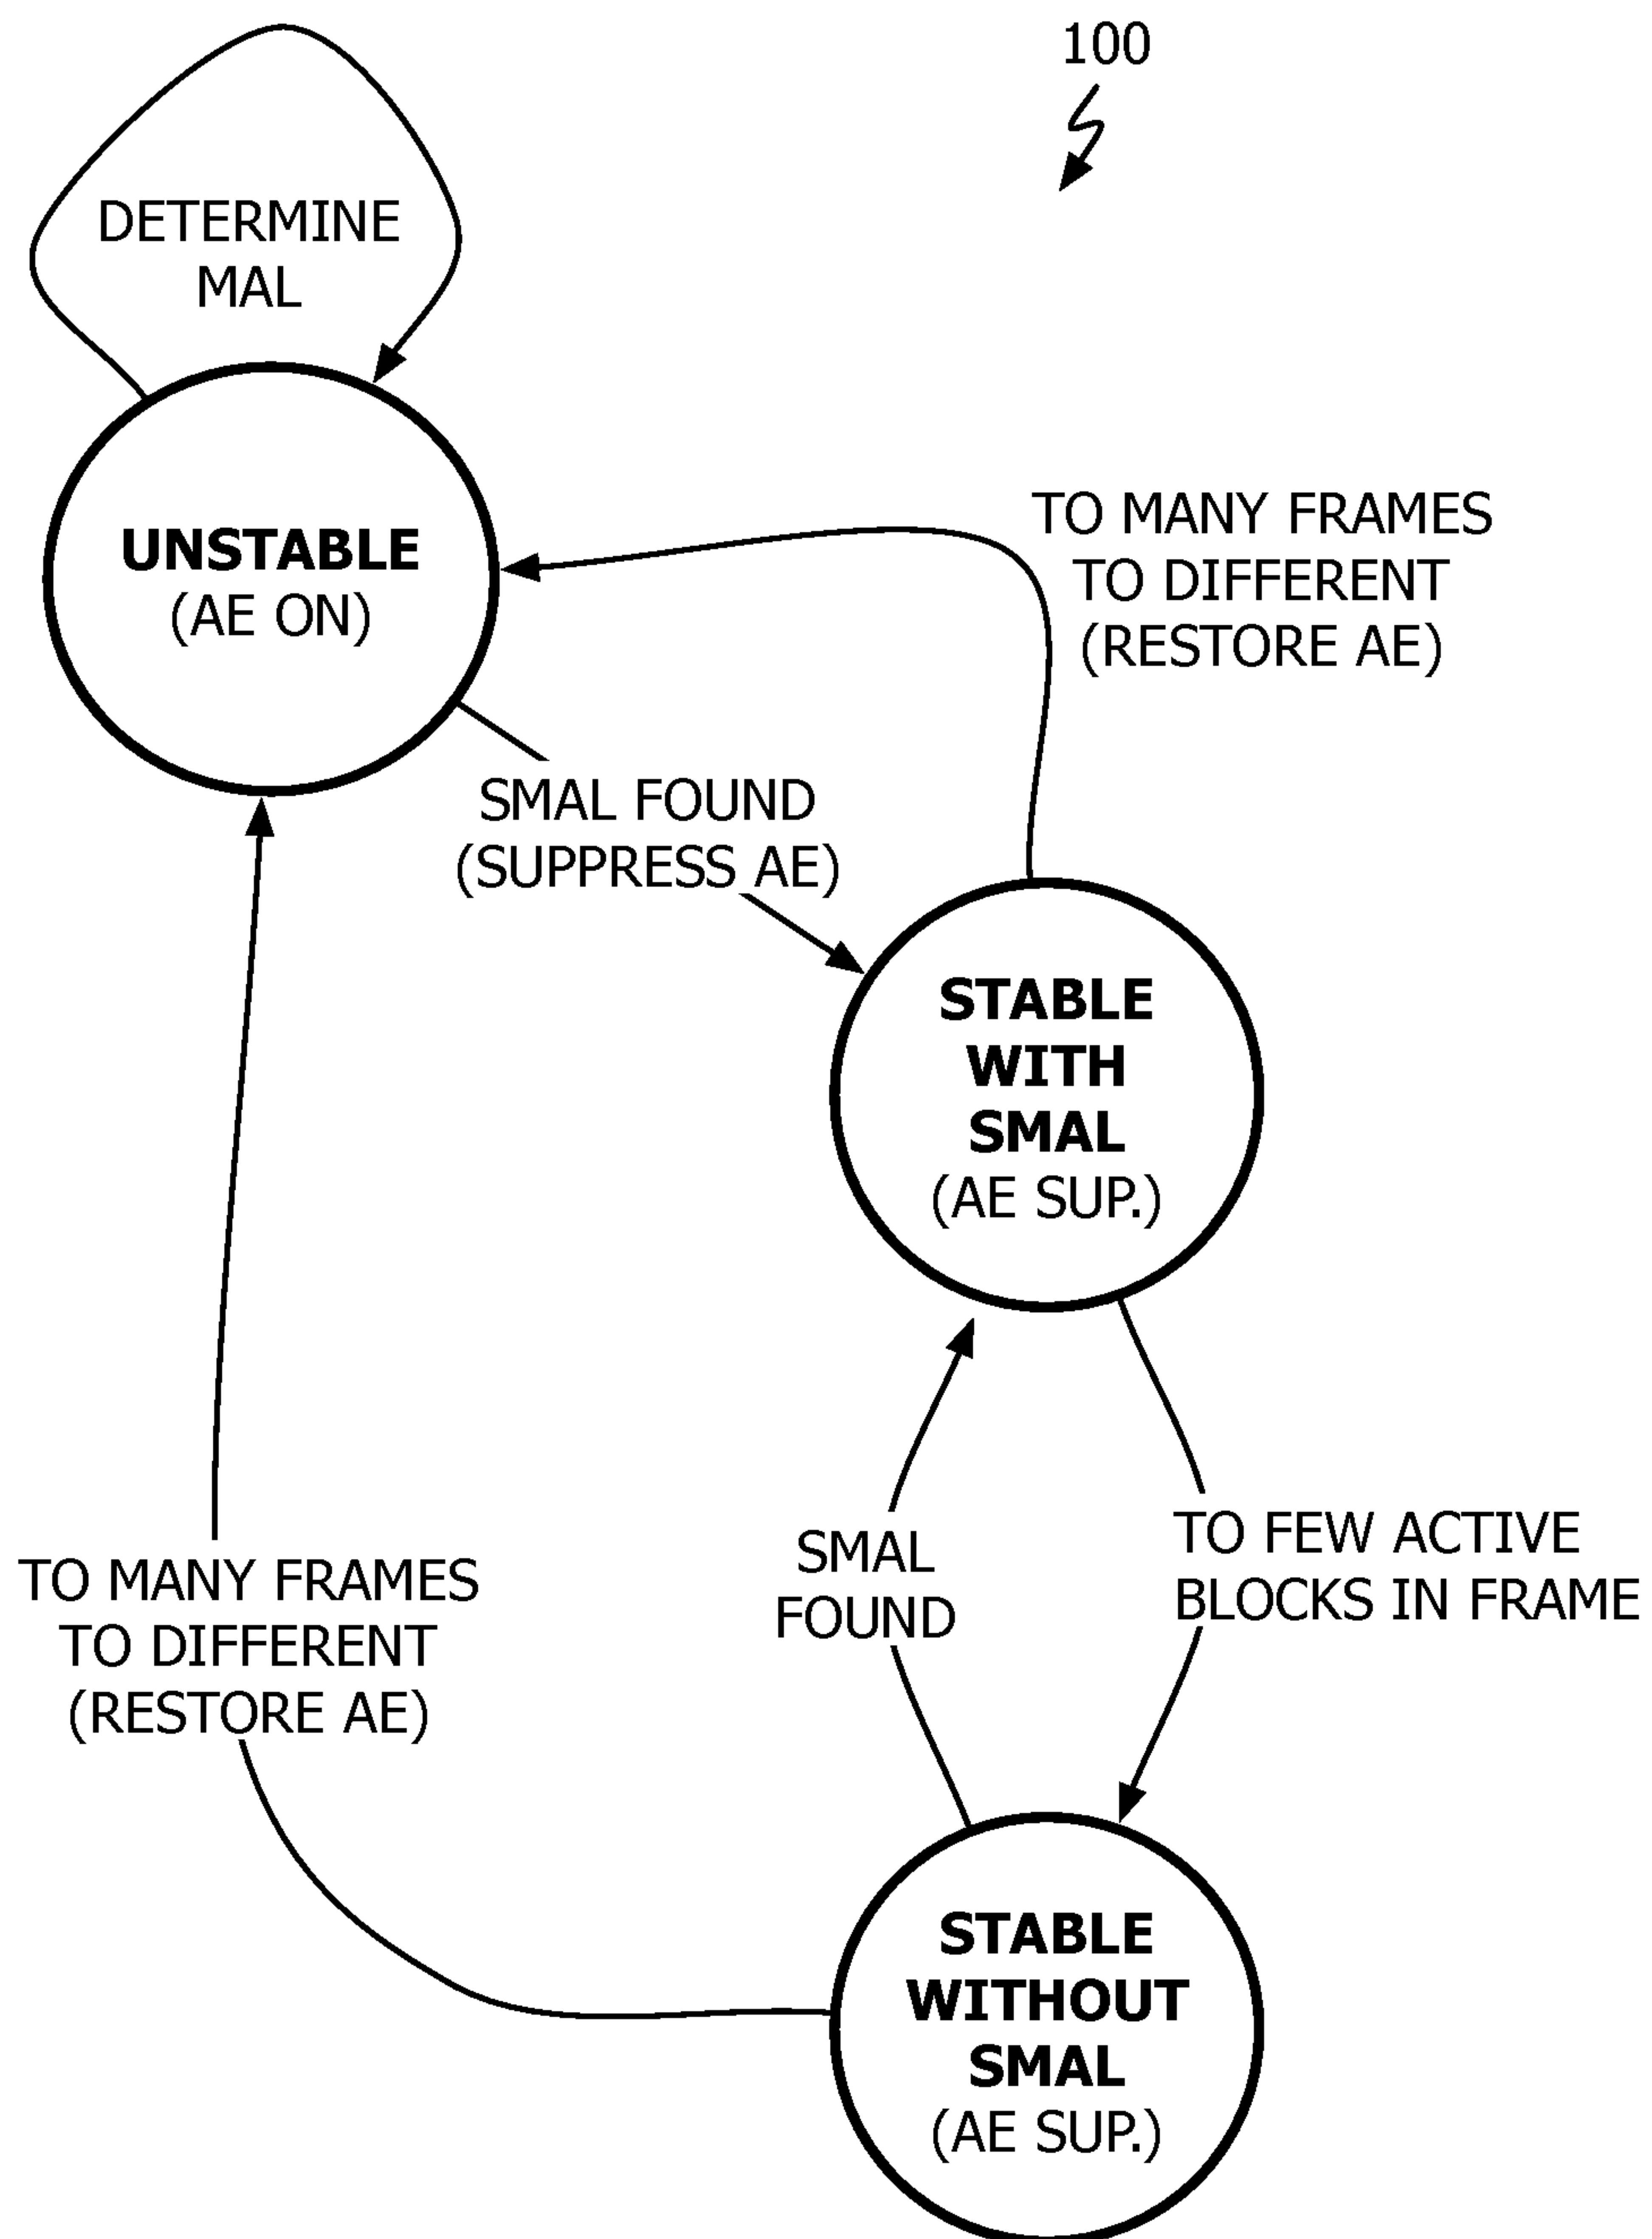 100
DETERMINE
MAL
UNSTABLE
(AE ON)
TO MANY FRAMES
TO DIFFERENT
(RESTORE AE)
SMAL FOUND
(SUPPRESS AE)
STABLE
WITH
SMAL
(AE SUP.)
SMAL
FOUND
TO FEW ACTIVE
BLOCKS IN FRAME
TO MANY FRAMES
TO DIFFERENT
(RESTORE AE)
STABLE
WITHOUT
SMAL
(AE SUP.)